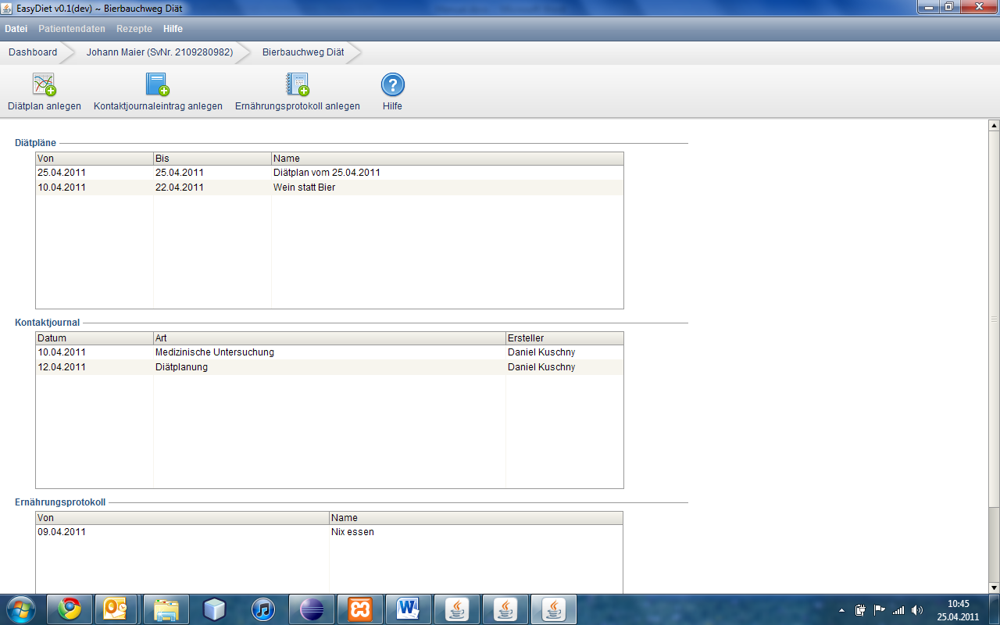 EasyDiet v0.1(dev) ~ Bierbauchweg Diät
Datei Patientendaten Rezepte Hilfe
Dashboard Johann Maier (SvNr. 2109280982) Bierbauchweg Diät
Diätplan anlegen Kontaktjournaleintrag anlegen Ernährungsprotokoll anlegen Hilfe
Diätpläne
Von Bis Name
25.04.2011 25.04.2011 Diätplan vom 25.04.2011
10.04.2011 22.04.2011 Wein statt Bier
Kontaktjournal
Datum Art Ersteller
10.04.2011 Medizinische Untersuchung Daniel Kuschny
12.04.2011 Diätplanung Daniel Kuschny
Ernährungsprotokoll
Von Name
09.04.2011 Nix essen
10:45
25.04.2011